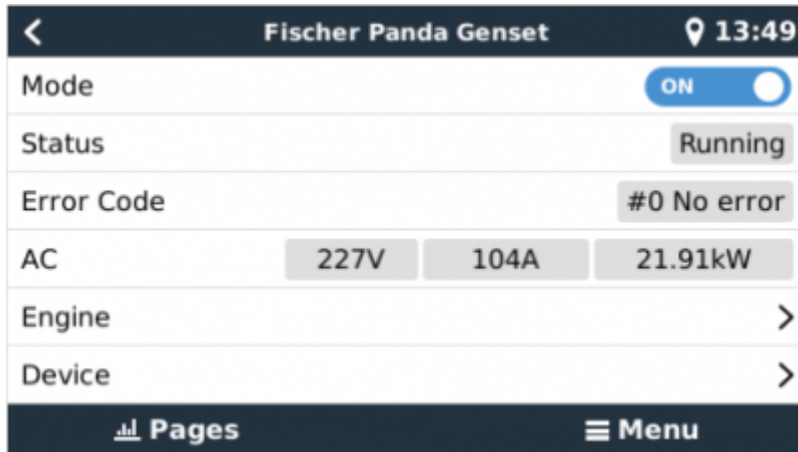 Fischer Panda Genset 13:49
Mode ON
Status Running
Error Code #0 No error
AC 227V 104A 21.91kW
Engine
Device
Pages Menu